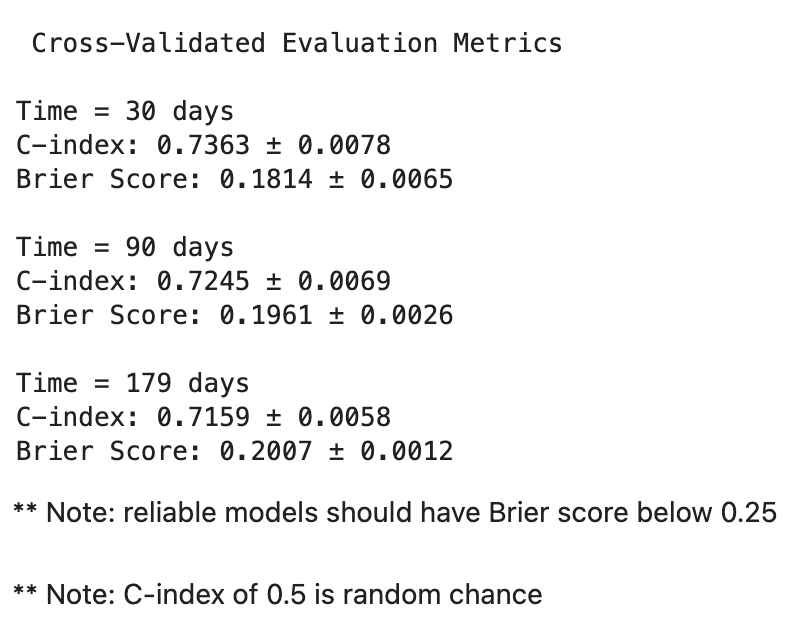 Cross-Validated Evaluation Metrics
Time = 30 days
C-index: 0.7363 ± 0.0078
Brier Score: 0.1814 ± 0.0065
Time = 90 days
C-index: 0.7245 ± 0.0069
Brier Score: 0.1961 ± 0.0026
Time = 179 days
C-index: 0.7159 ± 0.0058
Brier Score: 0.2007 ± 0.0012
** Note: reliable models should have Brier score below 0.25
** Note: C-index of 0.5 is random chance